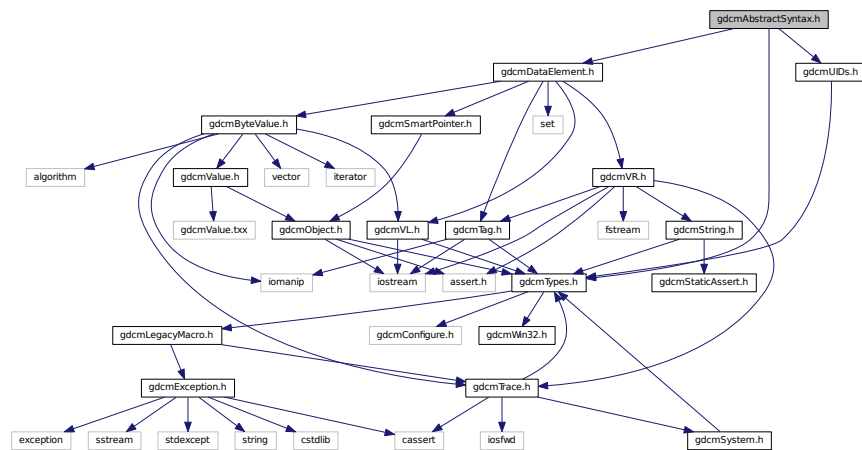 gdcmAbstractSyntax.h
gdcmDataElement.h
gdcmUIDs.h
gdcmByteValue.h
gdcmSmartPointer.h
set
algorithm
gdcmValue.h
vector
iterator
gdcmVR.h
gdcmValue.txx
gdcmObject.h
gdcmVL.h
gdcmTag.h
fstream
gdcmString.h
iomanip
iostream
assert.h
gdcmTypes.h
gdcmStaticAssert.h
gdcmLegacyMacro.h
gdcmConfigure.h
gdcmWin32.h
gdcmException.h
gdcmTrace.h
exception
sstream
stdexcept
string
cstdlib
cassert
iosfwd
gdcmSystem.h